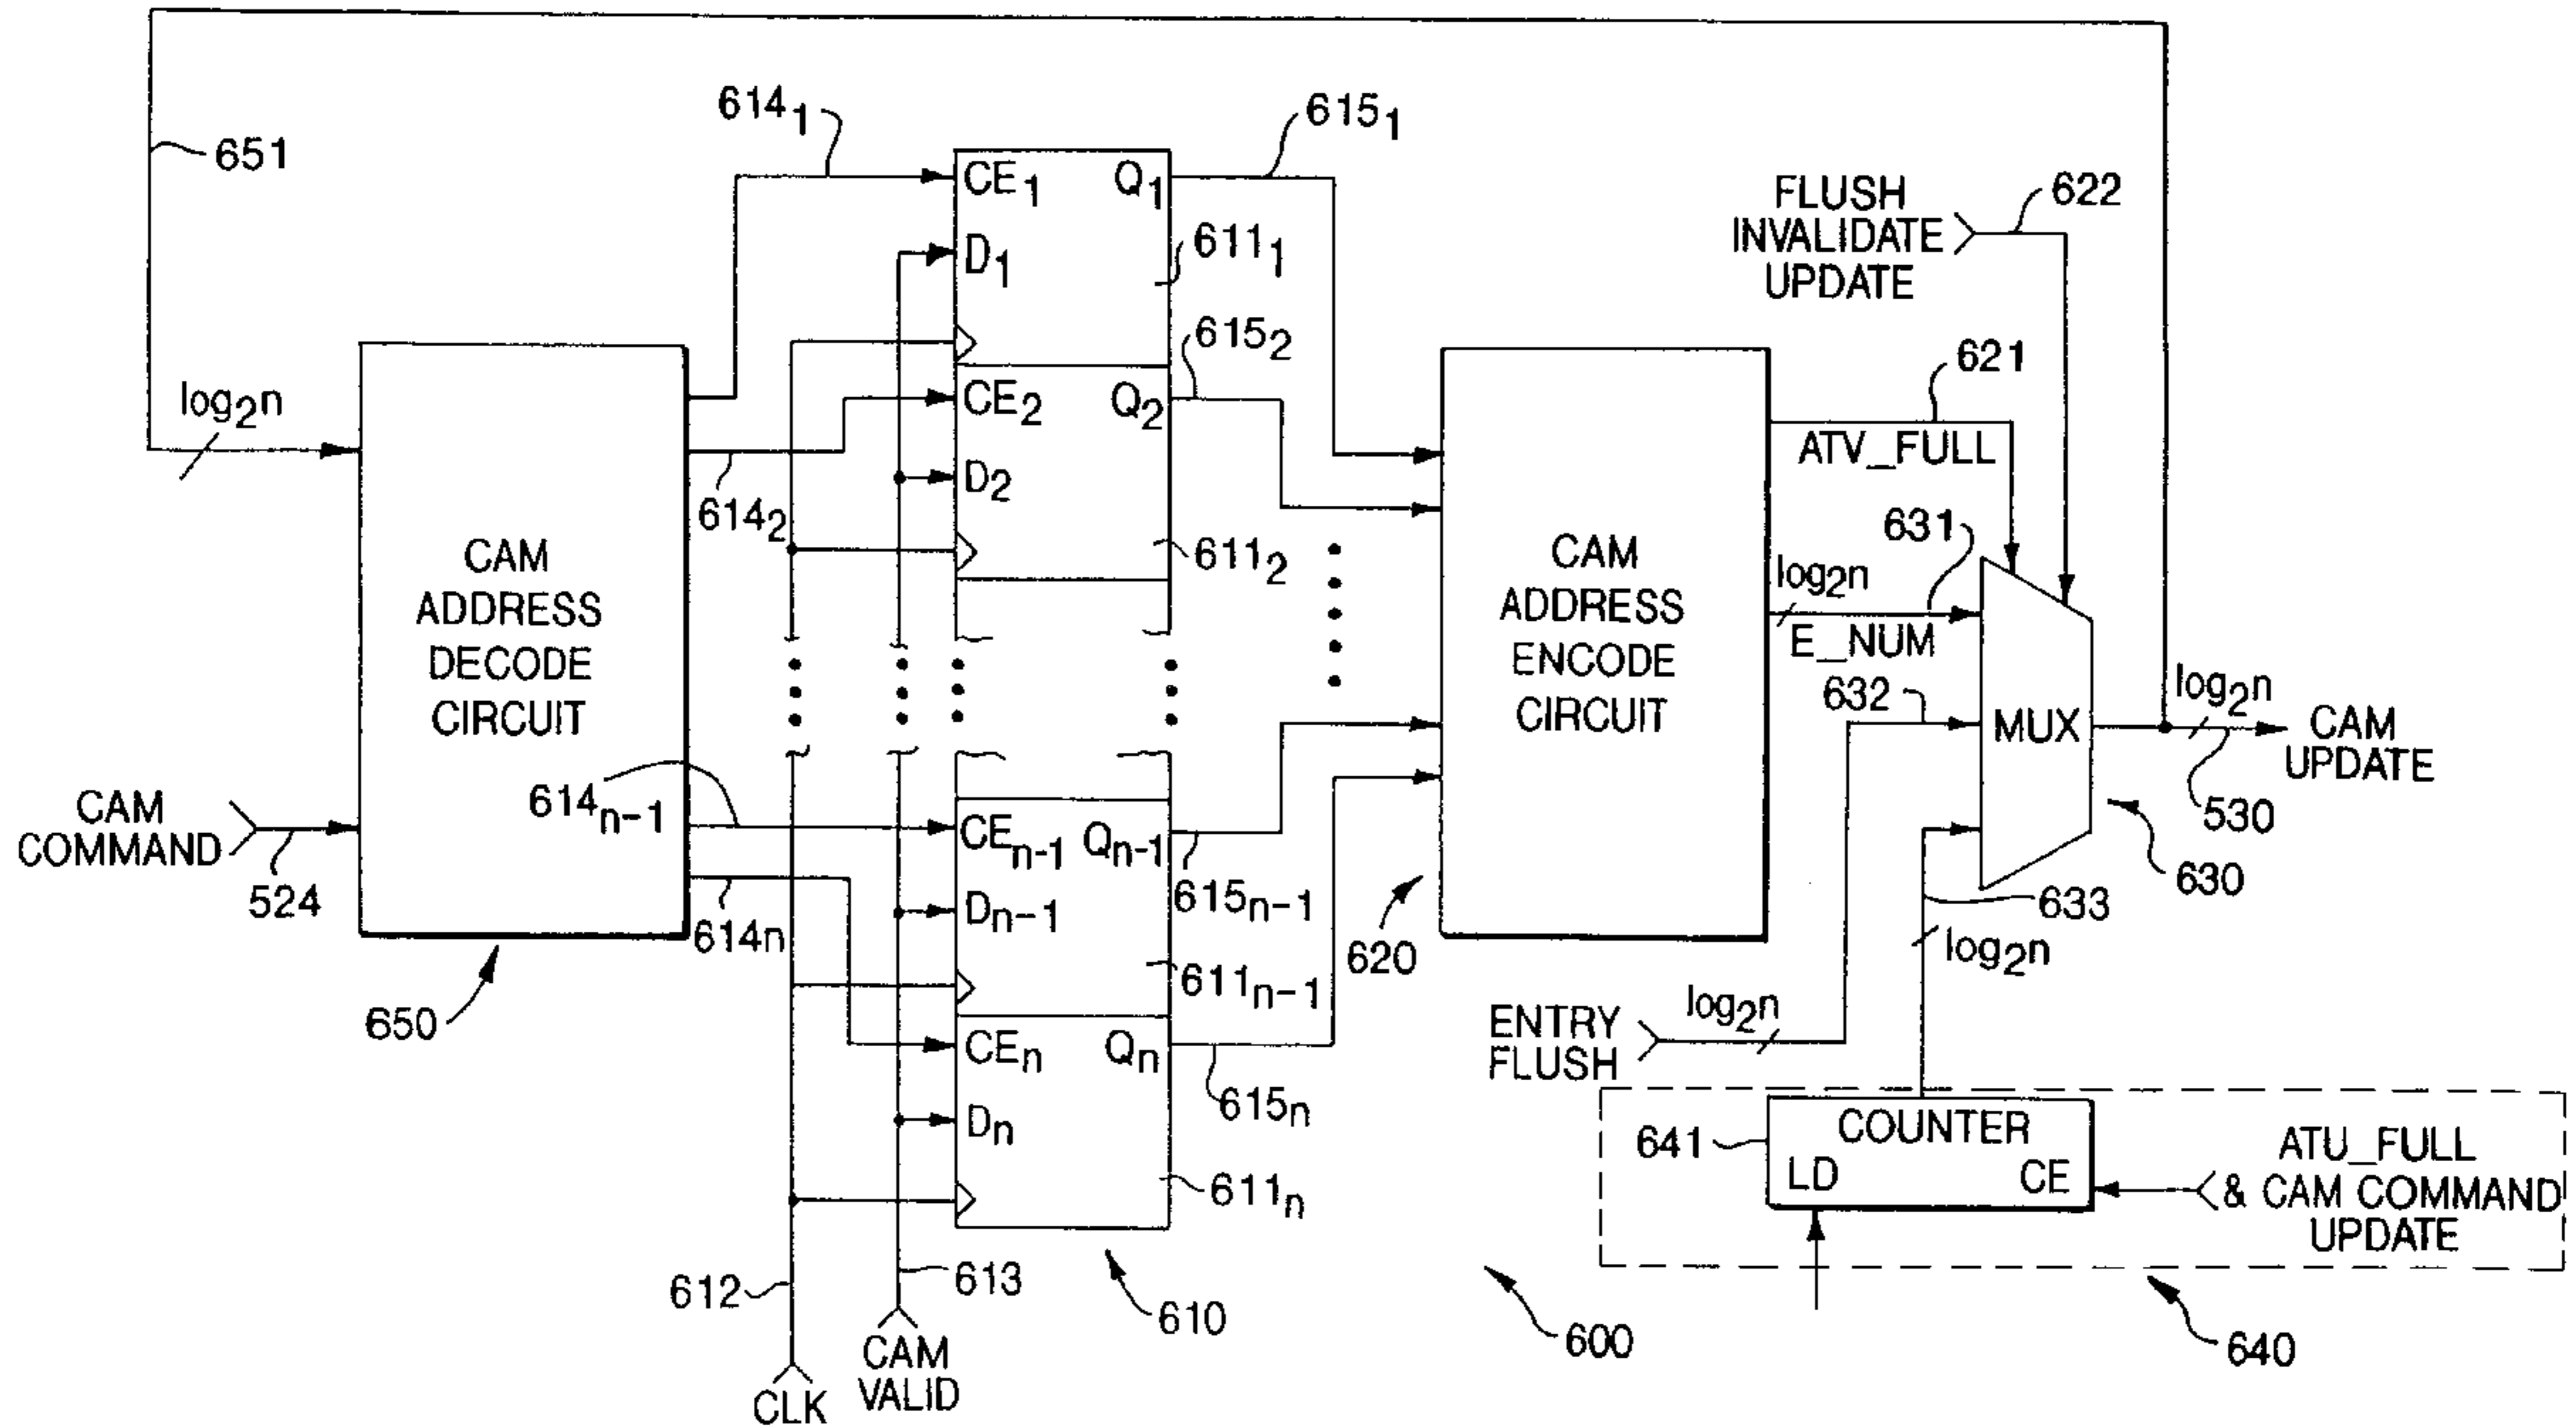 651
log2n
CAM
ADDRESS
DECODE
CIRCUIT
CAM
COMMAND
524
650
6141
6142
614n-1
614n
CE1
Q1
D1
6111
CE2
Q2
D2
6112
CEn-1
Qn-1
Dn-1
611n-1
CEn
Qn
Dn
611n
612
613
CLK
CAM
VALID
610
6151
6152
615n-1
615n
CAM
ADDRESS
ENCODE
CIRCUIT
620
FLUSH
INVALIDATE
UPDATE
622
621
ATV_FULL
631
log2n
E_NUM
632
MUX
log2n
CAM
UPDATE
530
630
633
log2n
ENTRY
FLUSH
log2n
641
COUNTER
LD
CE
ATU_FULL
& CAM COMMAND
UPDATE
600
640